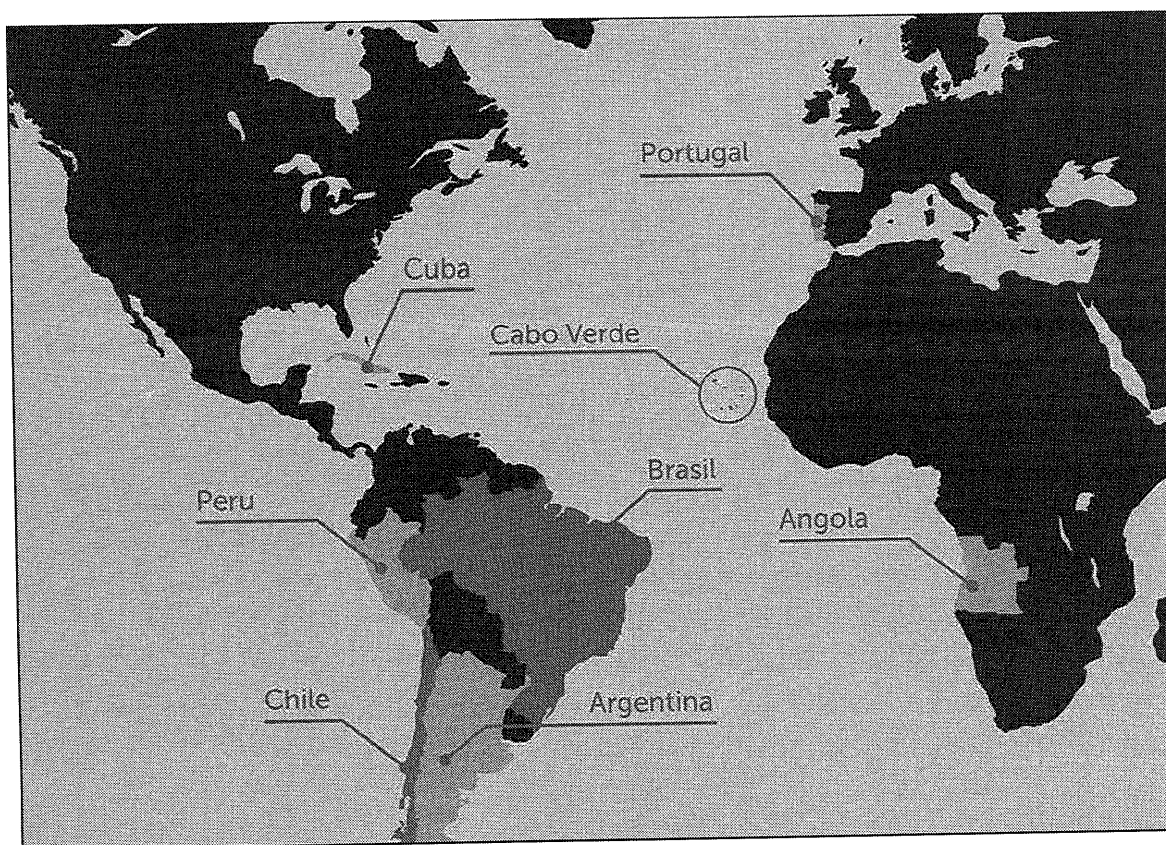 Portugal
Cuba
Cabo Verde
Brasil
Peru
Angola
Chile
Argentina